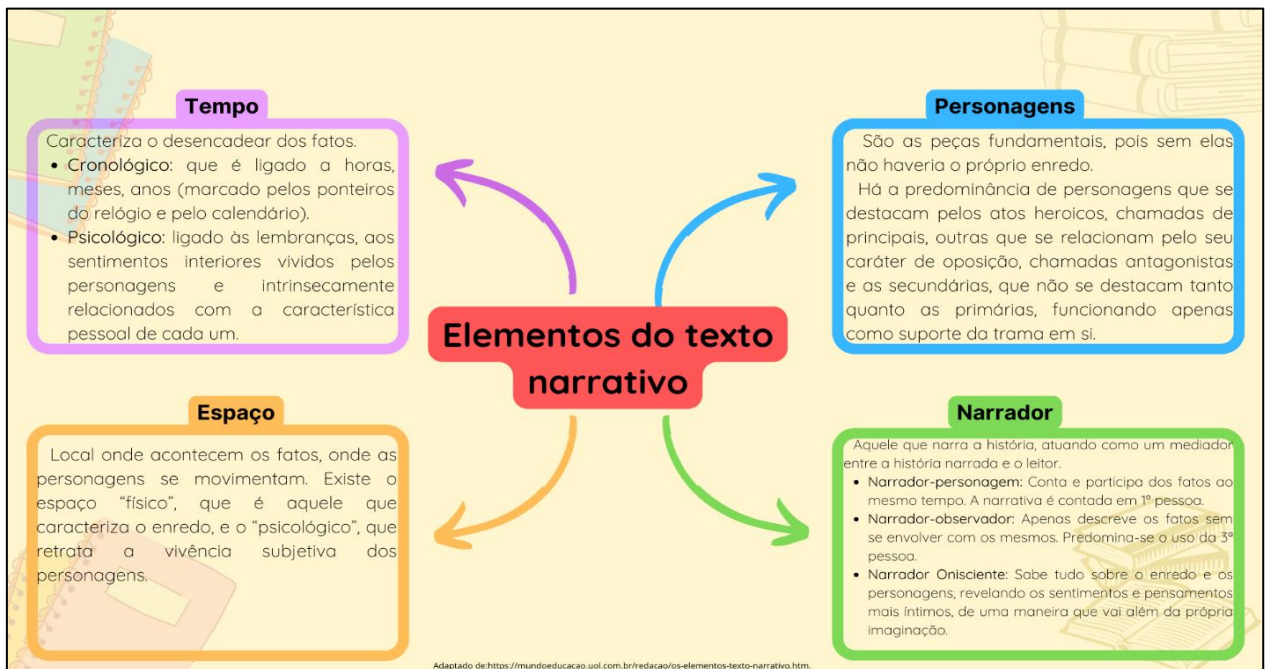 Tempo
Caracteriza o desencadear dos fatos.
• Cronológico: que é ligado a horas,
meses, anos (marcado pelos ponteiros
do relógio e pelo calendário).
• Psicológico: ligado às lembranças, aos
sentimentos interiores vividos pelos
personagens e intrinsecamente
relacionados com a característica
pessoal de cada um.
Personagens
São as peças fundamentais, pois sem elas
não haveria o próprio enredo.
Há a predominância de personagens que se
destacam pelos atos heroicos, chamadas de
principais, outras que se relacionam pelo seu
caráter de oposição, chamadas antagonistas
e as secundárias, que não se destacam tanto
quanto as primárias, funcionando apenas
como suporte da trama em si.
Elementos do texto
narrativo
Espaço
Local onde acontecem os fatos, onde as
personagens se movimentam. Existe o
espaço “físico”, que é aquele que
caracteriza o enredo, e o “psicológico”, que
retrata a vivência subjetiva dos
personagens.
Narrador
Aquele que narra a história, atuando como um mediador
entre a história narrada e o leitor.
• Narrador-personagem: Conta e participa dos fatos ao
mesmo tempo. A narrativa é contada em 1ª pessoa.
• Narrador-observador: Apenas descreve os fatos sem
se envolver com os mesmos. Predomina-se o uso da 3ª
pessoa.
• Narrador Onisciente: Sabe tudo sobre o enredo e os
personagens, revelando os sentimentos e pensamentos
mais íntimos, de uma maneira que vai além da própria
imaginação.
Adaptado de:https://mundoeducacao.uol.com.br/redacao/os-elementos-texto-narrativo.htm.